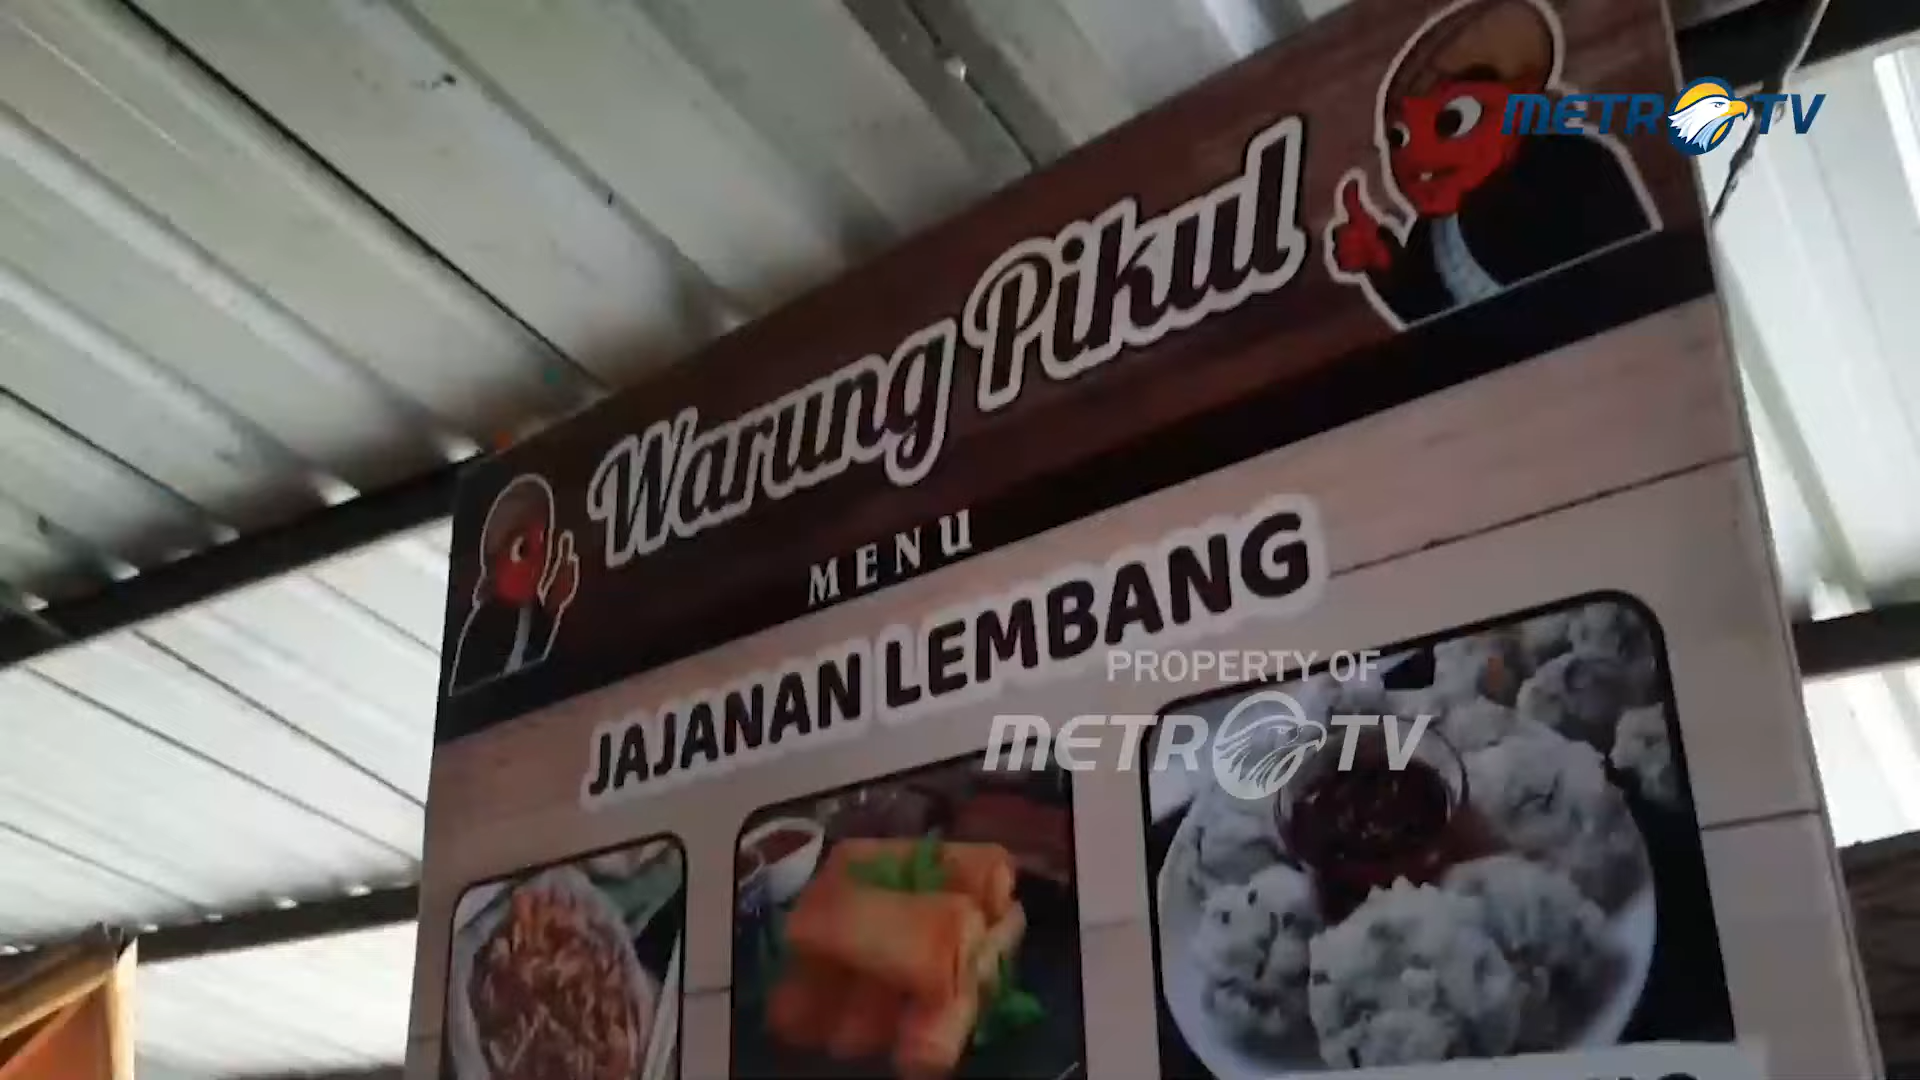 METRO TV
Warung Pikul
MENU
JAJANAN LEMBANG
PROPERTY OF
METRO TV